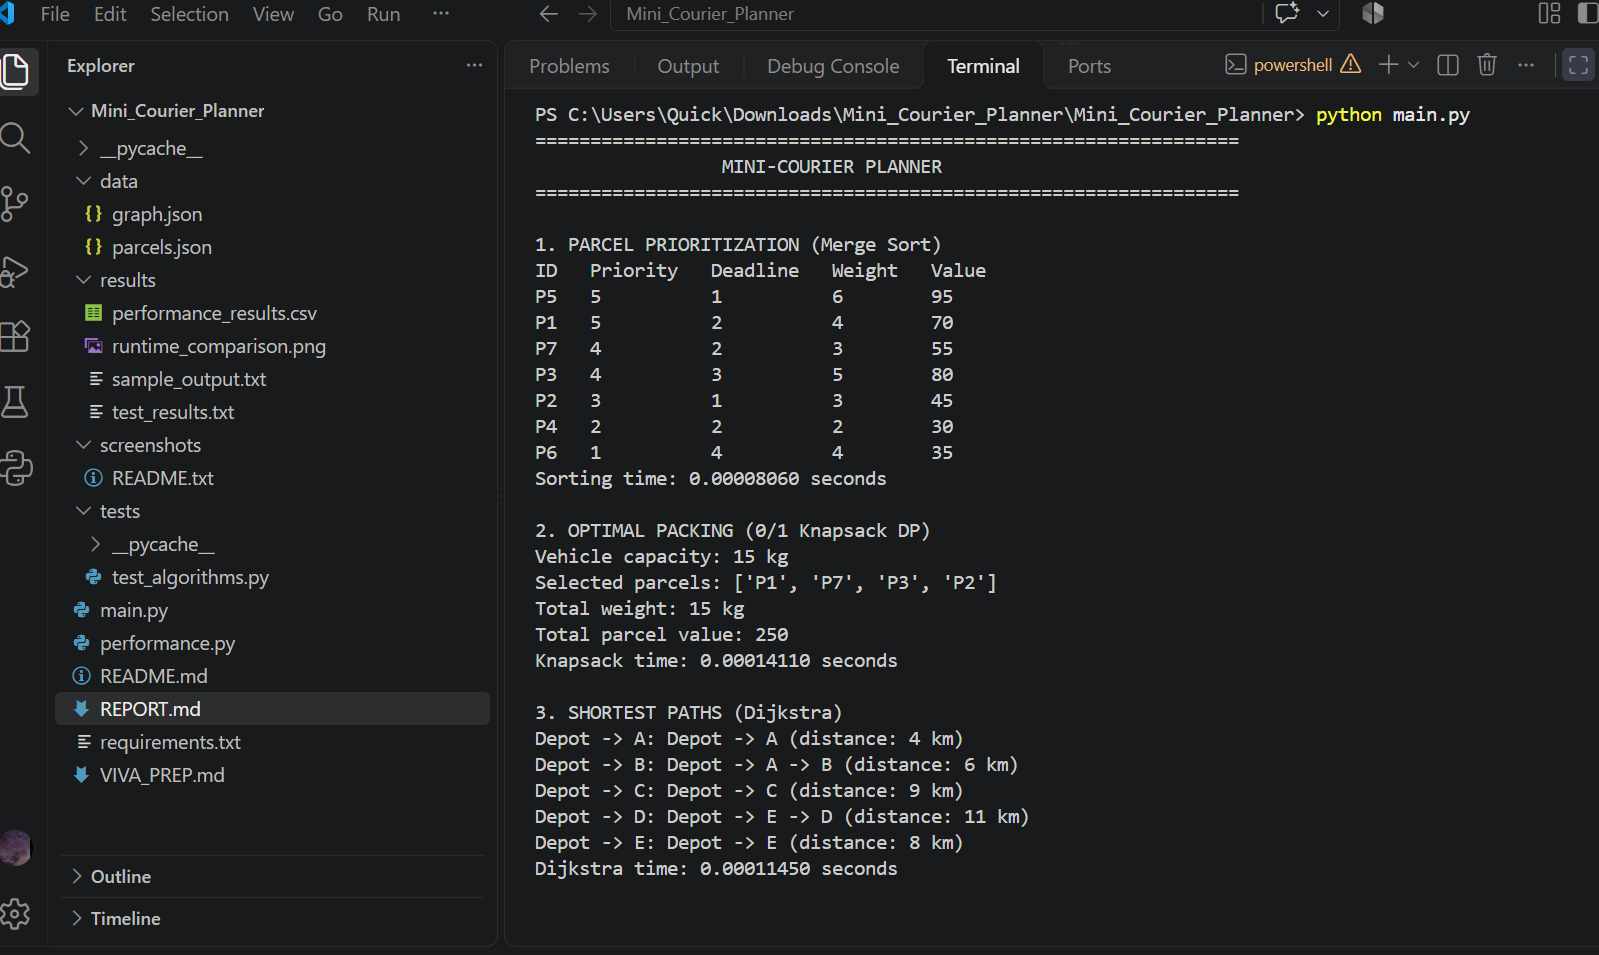 File Edit Selection View Go Run ···
Mini_Courier_Planner
Explorer
Mini_Courier_Planner
__pycache__
data
graph.json
parcels.json
results
performance_results.csv
runtime_comparison.png
sample_output.txt
test_results.txt
screenshots
README.txt
tests
__pycache__
test_algorithms.py
main.py
performance.py
README.md
REPORT.md
requirements.txt
VIVA_PREP.md
Outline
Timeline
Problems Output Debug Console Terminal Ports powershell
PS C:\Users\Quick\Downloads\Mini_Courier_Planner\Mini_Courier_Planner> python main.py
================================================================
MINI-COURIER PLANNER
================================================================
1. PARCEL PRIORITIZATION (Merge Sort)
ID Priority Deadline Weight Value
P5 5 1 6 95
P1 5 2 4 70
P7 4 2 3 55
P3 4 3 5 80
P2 3 1 3 45
P4 2 2 2 30
P6 1 4 4 35
Sorting time: 0.00008060 seconds
2. OPTIMAL PACKING (0/1 Knapsack DP)
Vehicle capacity: 15 kg
Selected parcels: ['P1', 'P7', 'P3', 'P2']
Total weight: 15 kg
Total parcel value: 250
Knapsack time: 0.00014110 seconds
3. SHORTEST PATHS (Dijkstra)
Depot -> A: Depot -> A (distance: 4 km)
Depot -> B: Depot -> A -> B (distance: 6 km)
Depot -> C: Depot -> C (distance: 9 km)
Depot -> D: Depot -> E -> D (distance: 11 km)
Depot -> E: Depot -> E (distance: 8 km)
Dijkstra time: 0.00011450 seconds